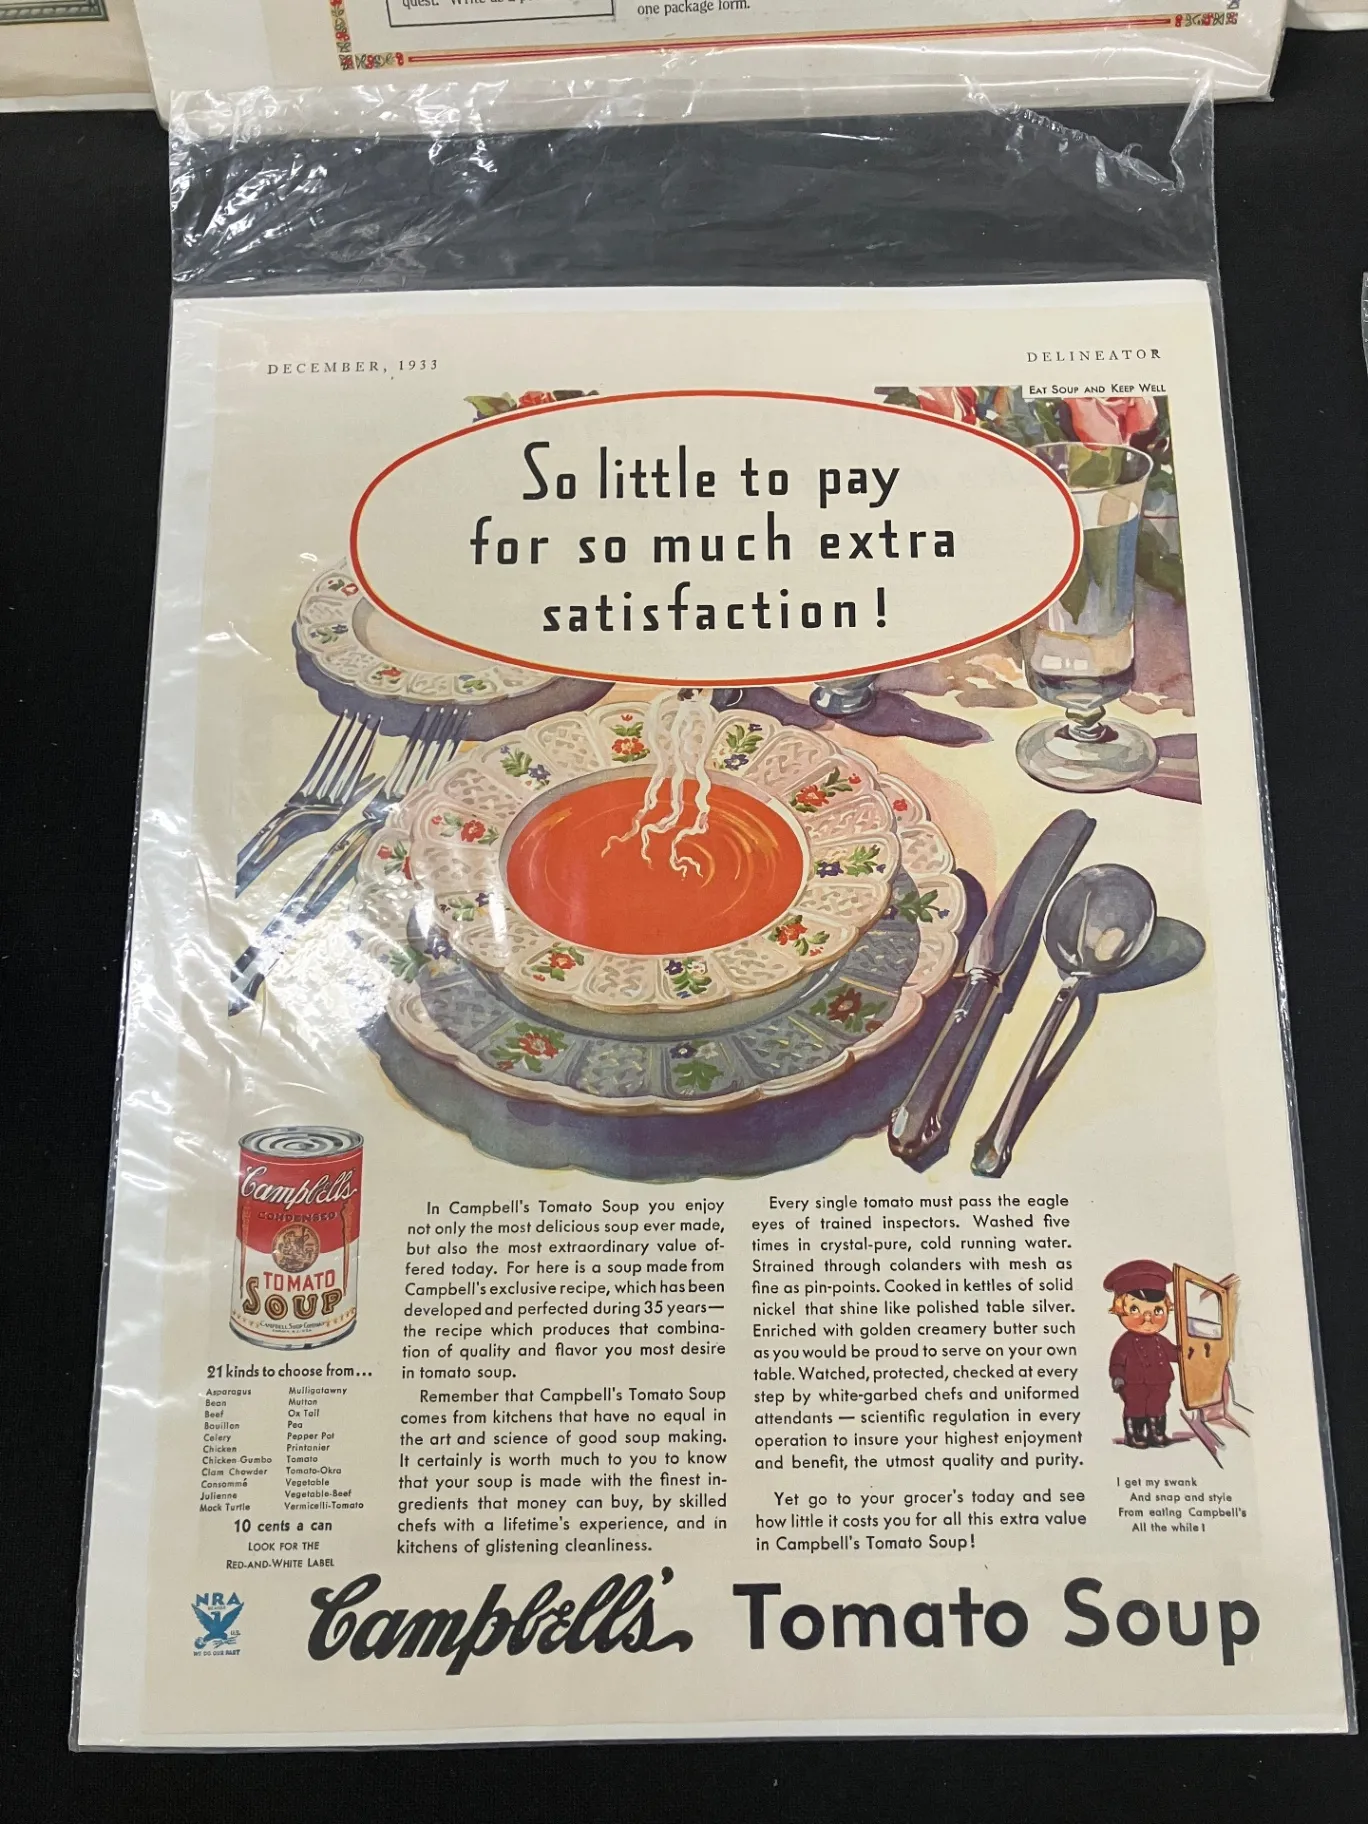 quest.
one package form.
DECEMBER, 1933
DELINEATOR
EAT SOUP AND KEEP WELL
So little to pay
for so much extra
satisfaction!
Campbell's
CONDENSED
TOMATO
SOUP
CAMPBELL SOUP COMPANY
21 kinds to choose from...
Asparagus
Bean
Beef
Bouillon
Celery
Chicken
Chicken-Gumbo
Clam Chowder
Consommé
Julienne
Mock Turtle
Mulligatawny
Mutton
Ox Tail
Pea
Pepper Pot
Printanier
Tomato
Tomato-Okra
Vegetable
Vegetable-Beef
Vermicelli-Tomato
10 cents a can
LOOK FOR THE
RED-AND-WHITE LABEL
In Campbell's Tomato Soup you enjoy
not only the most delicious soup ever made,
but also the most extraordinary value of-
fered today. For here is a soup made from
Campbell's exclusive recipe, which has been
developed and perfected during 35 years—
the recipe which produces that combina-
tion of quality and flavor you most desire
in tomato soup.
Remember that Campbell's Tomato Soup
comes from kitchens that have no equal in
the art and science of good soup making.
It certainly is worth much to you to know
that your soup is made with the finest in-
gredients that money can buy, by skilled
chefs with a lifetime's experience, and in
kitchens of glistening cleanliness.
Every single tomato must pass the eagle
eyes of trained inspectors. Washed five
times in crystal-pure, cold running water.
Strained through colanders with mesh as
fine as pin-points. Cooked in kettles of solid
nickel that shine like polished table silver.
Enriched with golden creamery butter such
as you would be proud to serve on your own
table. Watched, protected, checked at every
step by white-garbed chefs and uniformed
attendants — scientific regulation in every
operation to insure your highest enjoyment
and benefit, the utmost quality and purity.
Yet go to your grocer's today and see
how little it costs you for all this extra value
in Campbell's Tomato Soup!
I get my swank
And snap and style
From eating Campbell's
All the while!
NRA
MEMBER
U.S.
WE DO OUR PART
Campbell's Tomato Soup